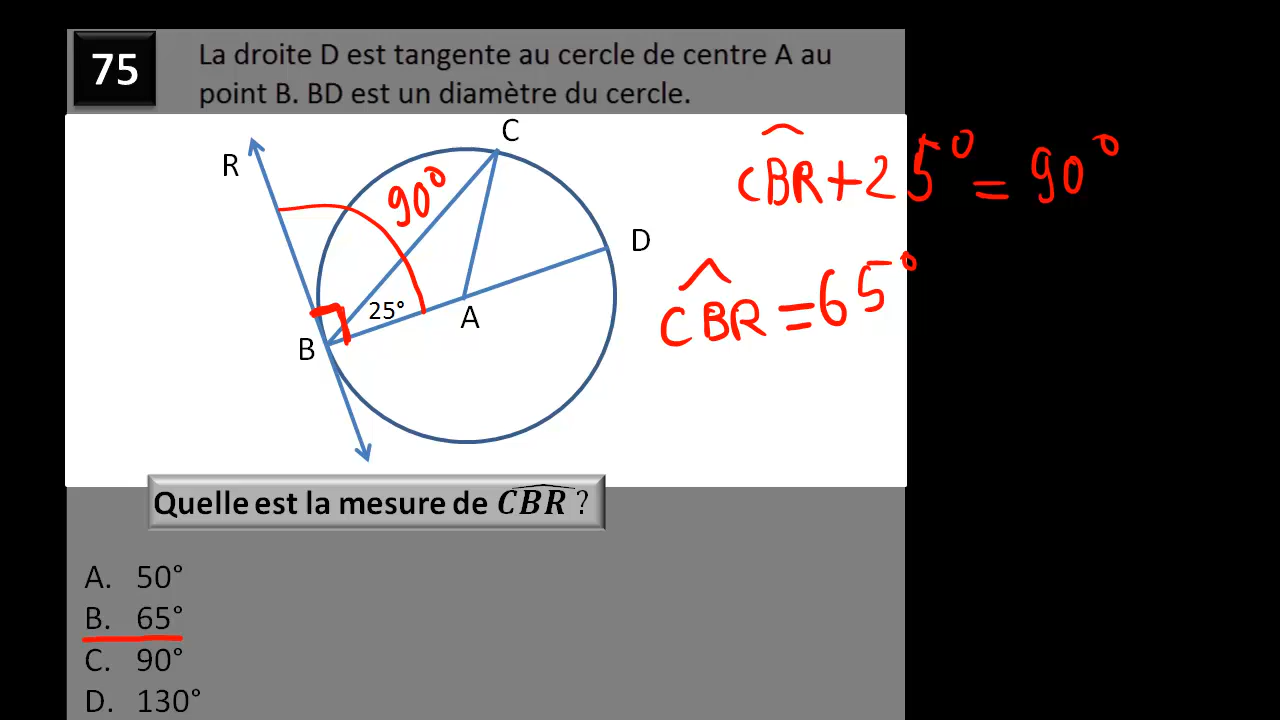 75
La droite D est tangente au cercle de centre A au
point B. BD est un diamètre du cercle.
C
R
90°
CBR + 25° = 90°
D
CBR = 65°
25°
A
B
Quelle est la mesure de CBR ?
A. 50°
B. 65°
C. 90°
D. 130°